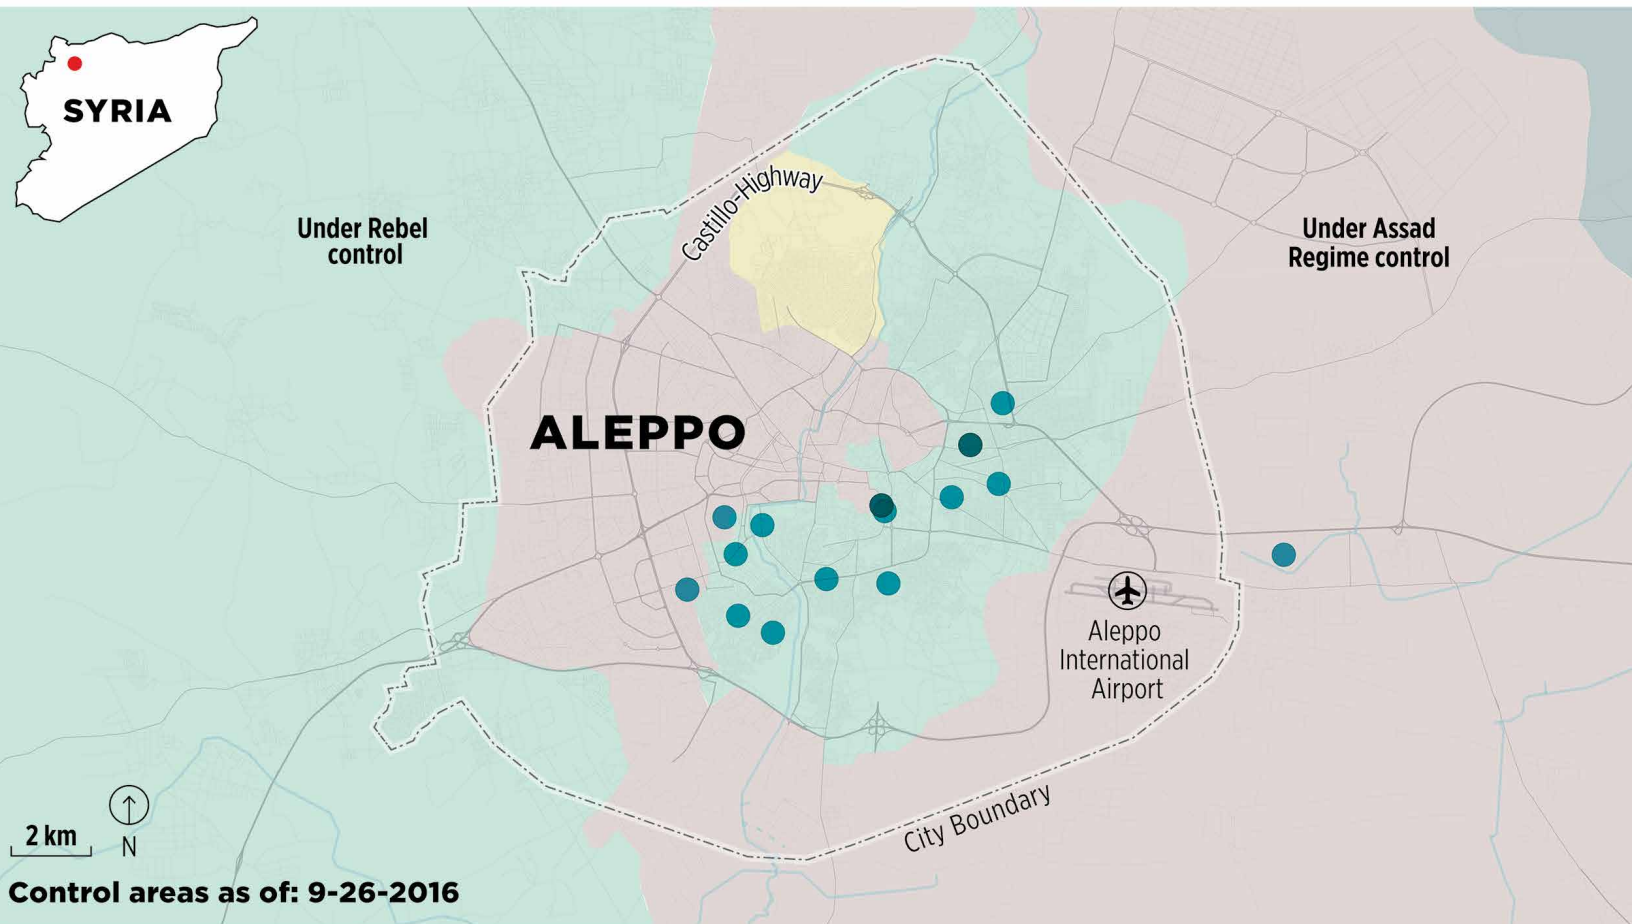 SYRIA
Castillo-Highway
Under Rebel
control
Under Assad
Regime control
ALEPPO
Aleppo
International
Airport
City Boundary
2 km
N
Control areas as of: 9-26-2016